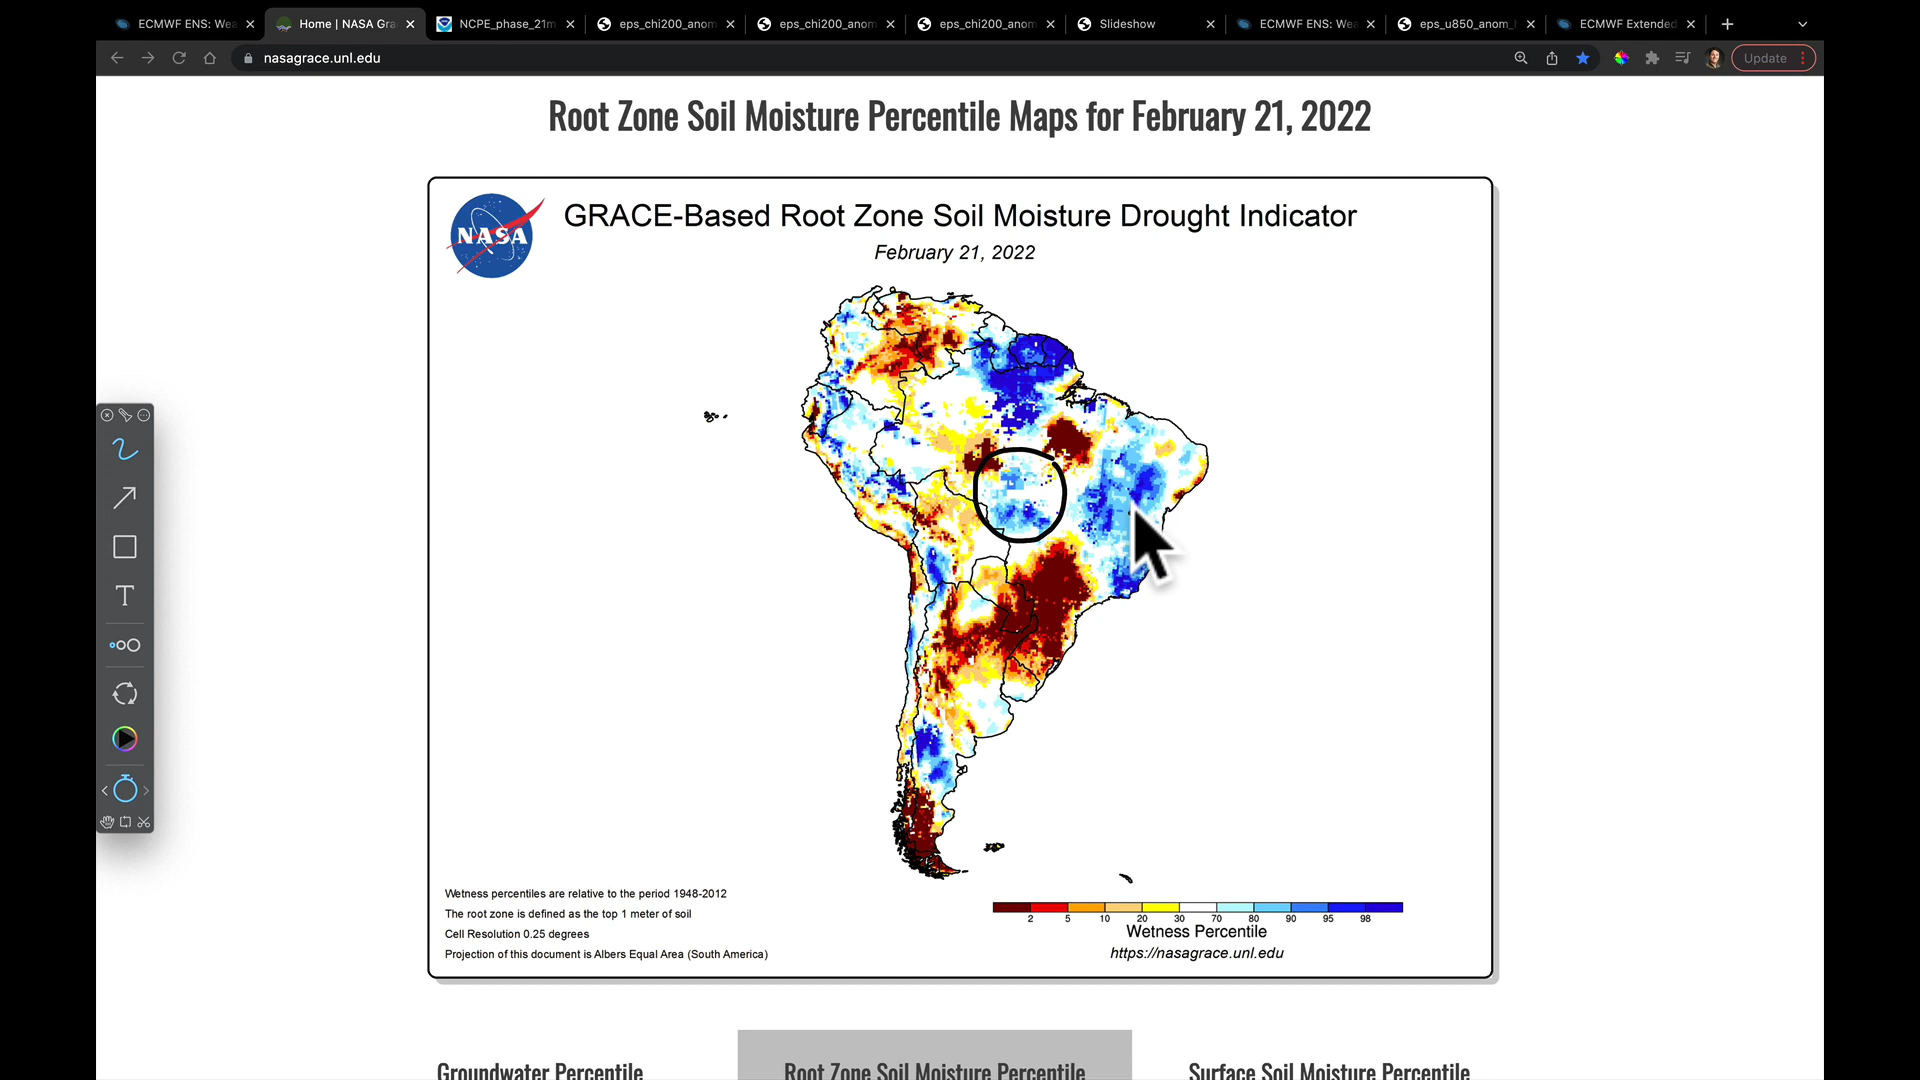 ECMWF ENS: Wea
Home | NASA Gra
NCPE_phase_21m
eps_chi200_anom
eps_chi200_anom
eps_chi200_anom
Slideshow
ECMWF ENS: Wea
eps_u850_anom_
ECMWF Extended
nasagrace.unl.edu
Update
Root Zone Soil Moisture Percentile Maps for February 21, 2022
NASA
GRACE-Based Root Zone Soil Moisture Drought Indicator
February 21, 2022
T
Wetness percentiles are relative to the period 1948-2012
The root zone is defined as the top 1 meter of soil
Cell Resolution 0.25 degrees
Projection of this document is Albers Equal Area (South America)
2 5 10 20 30 70 80 90 95 98
Wetness Percentile
https://nasagrace.unl.edu
Groundwater Percentile
Root Zone Soil Moisture Percentile
Surface Soil Moisture Percentile